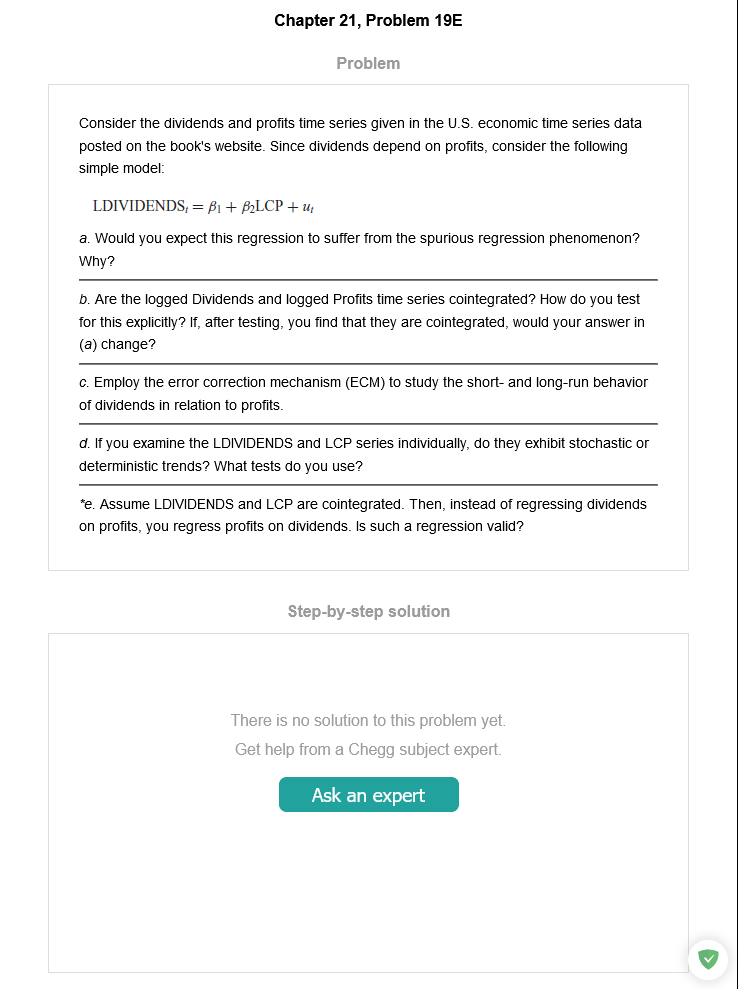 Chapter 21, Problem 19E
Problem
Consider the dividends and profits time series given in the U.S. economic time series data
posted on the book's website. Since dividends depend on profits, consider the following
simple model:
LDIVIDENDSₜ = β₁ + β₂LCP + uₜ
a. Would you expect this regression to suffer from the spurious regression phenomenon?
Why?
b. Are the logged Dividends and logged Profits time series cointegrated? How do you test
for this explicitly? If, after testing, you find that they are cointegrated, would your answer in
(a) change?
c. Employ the error correction mechanism (ECM) to study the short- and long-run behavior
of dividends in relation to profits.
d. If you examine the LDIVIDENDS and LCP series individually, do they exhibit stochastic or
deterministic trends? What tests do you use?
*e. Assume LDIVIDENDS and LCP are cointegrated. Then, instead of regressing dividends
on profits, you regress profits on dividends. Is such a regression valid?
Step-by-step solution
There is no solution to this problem yet.
Get help from a Chegg subject expert.
Ask an expert